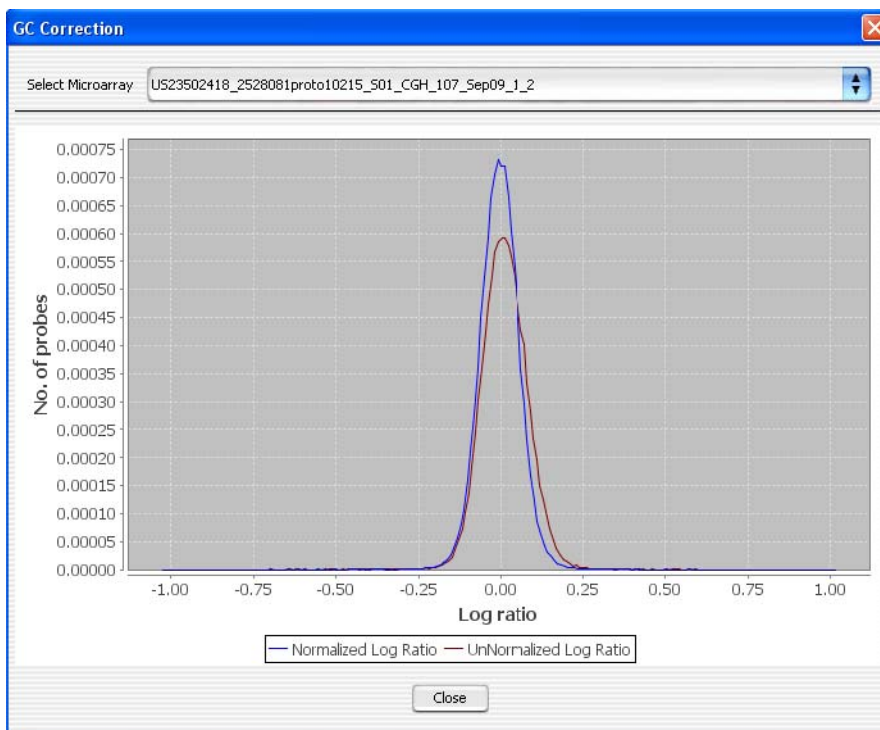 GC Correction
Select Microarray US23502418_2528081proto10215_S01_CGH_107_Sep09_1_2
0.00075
0.00070
0.00065
0.00060
0.00055
0.00050
0.00045
0.00040
0.00035
0.00030
0.00025
0.00020
0.00015
0.00010
0.00005
0.00000
No. of probes
-1.00 -0.75 -0.50 -0.25 0.00 0.25 0.50 0.75 1.00
Log ratio
Normalized Log Ratio UnNormalized Log Ratio
Close